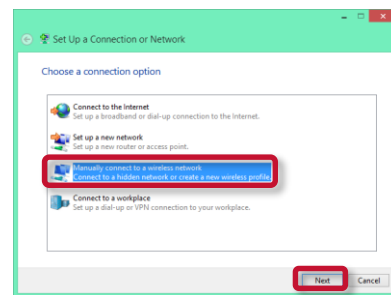 Set Up a Connection or Network
Choose a connection option
Connect to the Internet
Set up a broadband or dial-up connection to the Internet.
Set up a new network
Set up a new router or access point.
Manually connect to a wireless network
Connect to a hidden network or create a new wireless profile.
Connect to a workplace
Set up a dial-up or VPN connection to your workplace.
Next Cancel